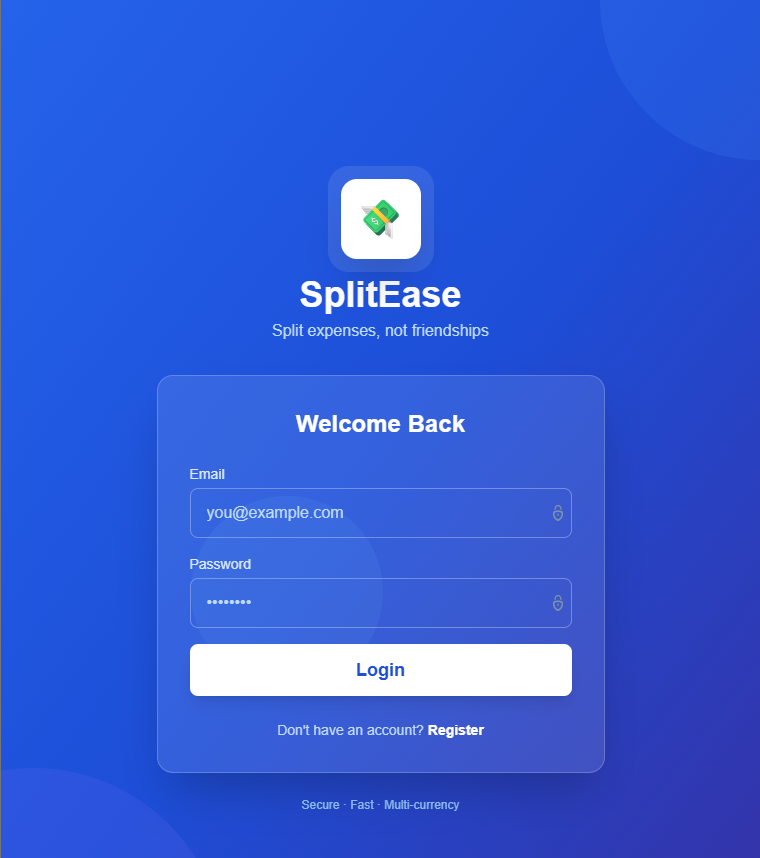 SplitEase
Split expenses, not friendships
Welcome Back
Email
you@example.com
Password
••••••••
Login
Don't have an account? Register
Secure · Fast · Multi-currency